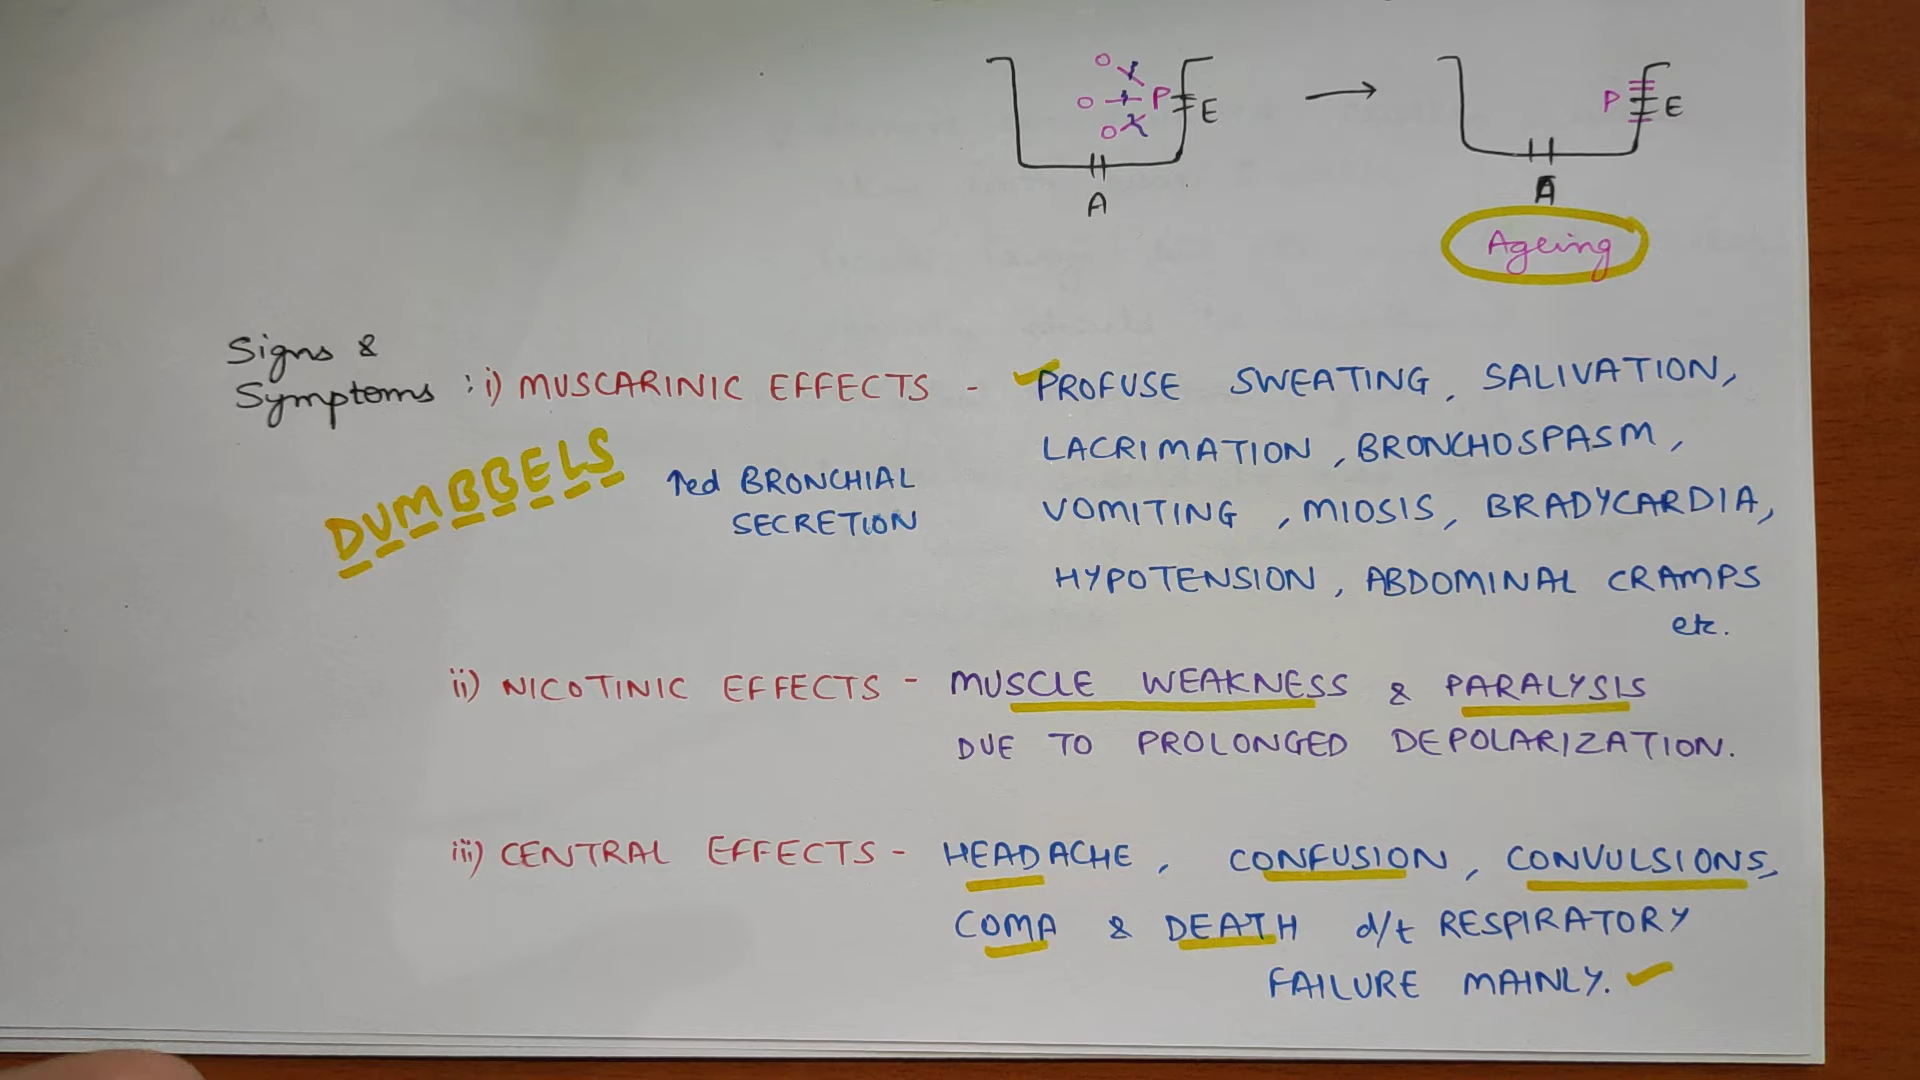 O
O P E
O
A
P E
A
Ageing
Signs &
Symptoms : i) MUSCARINIC EFFECTS - PROFUSE SWEATING, SALIVATION,
LACRIMATION, BRONCHOSPASM,
VOMITING, MIOSIS, BRADYCARDIA,
HYPOTENSION, ABDOMINAL CRAMPS
etc.
DUMBBELS
↑ed BRONCHIAL
SECRETION
ii) NICOTINIC EFFECTS - MUSCLE WEAKNESS & PARALYSIS
DUE TO PROLONGED DEPOLARIZATION.
iii) CENTRAL EFFECTS - HEADACHE, CONFUSION, CONVULSIONS,
COMA & DEATH d/t RESPIRATORY
FAILURE MAINLY.